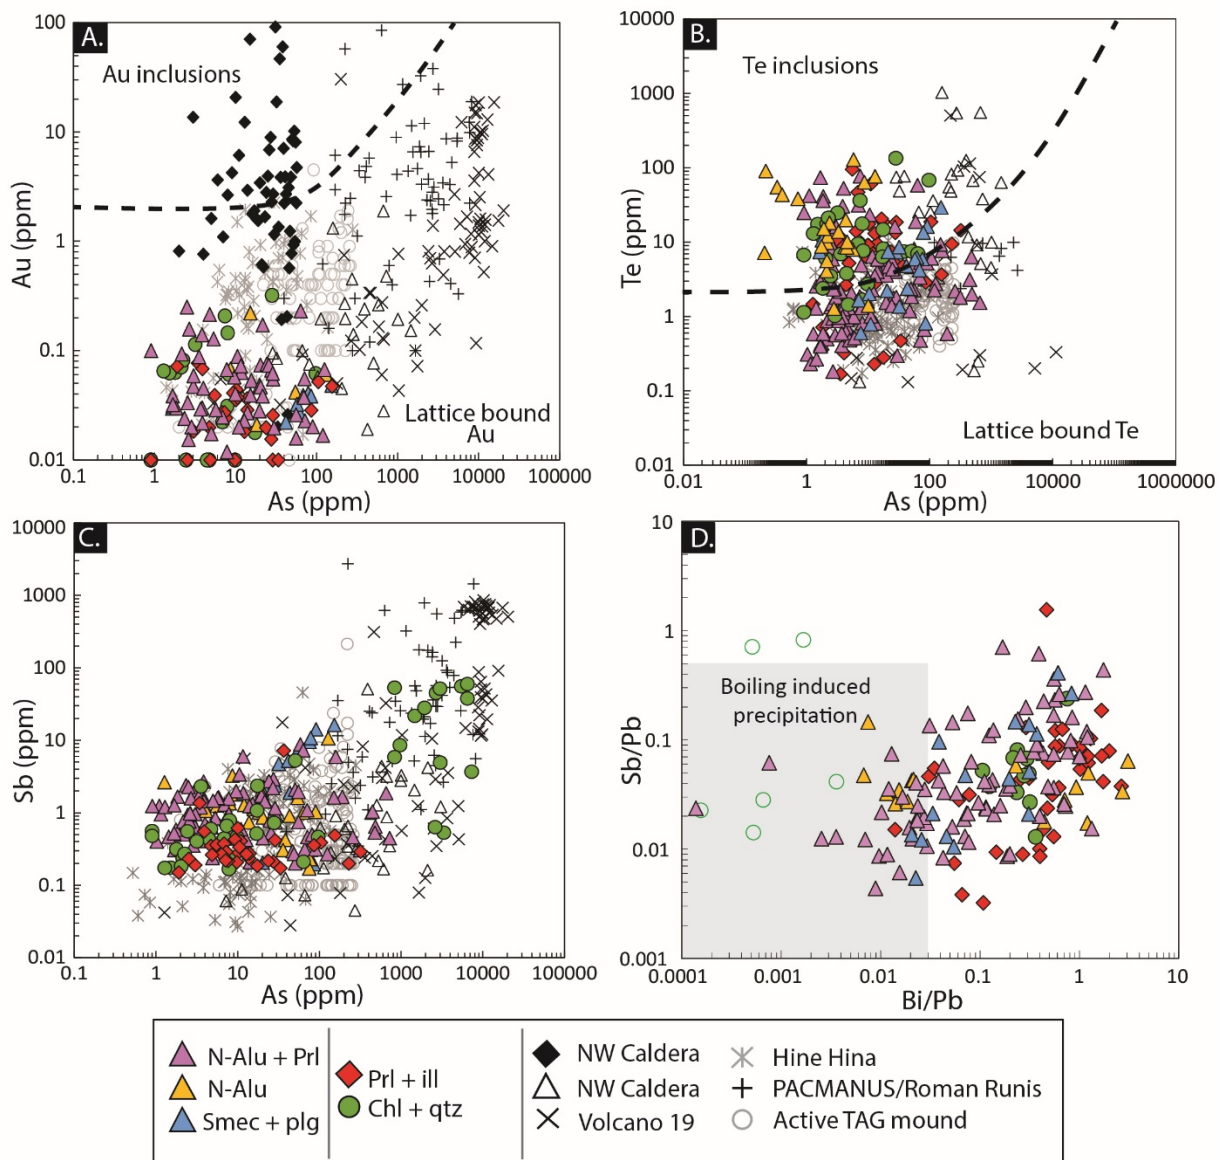 A.
100
10
1
0.1
0.01
Au (ppm)
Au inclusions
Lattice bound
Au
0.1
1
10
100
1000
10000
100000
As (ppm)
B.
10000
1000
100
10
1
0.1
0.01
Te (ppm)
Te inclusions
Lattice bound Te
0.01
1
100
10000
1000000
As (ppm)
C.
10000
1000
100
10
1
0.1
0.01
Sb (ppm)
0.1
1
10
100
1000
10000
100000
As (ppm)
D.
10
1
0.1
0.01
0.001
Sb/Pb
Boiling induced
precipitation
0.0001
0.001
0.01
0.1
1
10
Bi/Pb
N-Alu + Prl
N-Alu
Smec + plg
Prl + ill
Chl + qtz
NW Caldera
NW Caldera
Volcano 19
Hine Hina
PACMANUS/Roman Runis
Active TAG mound